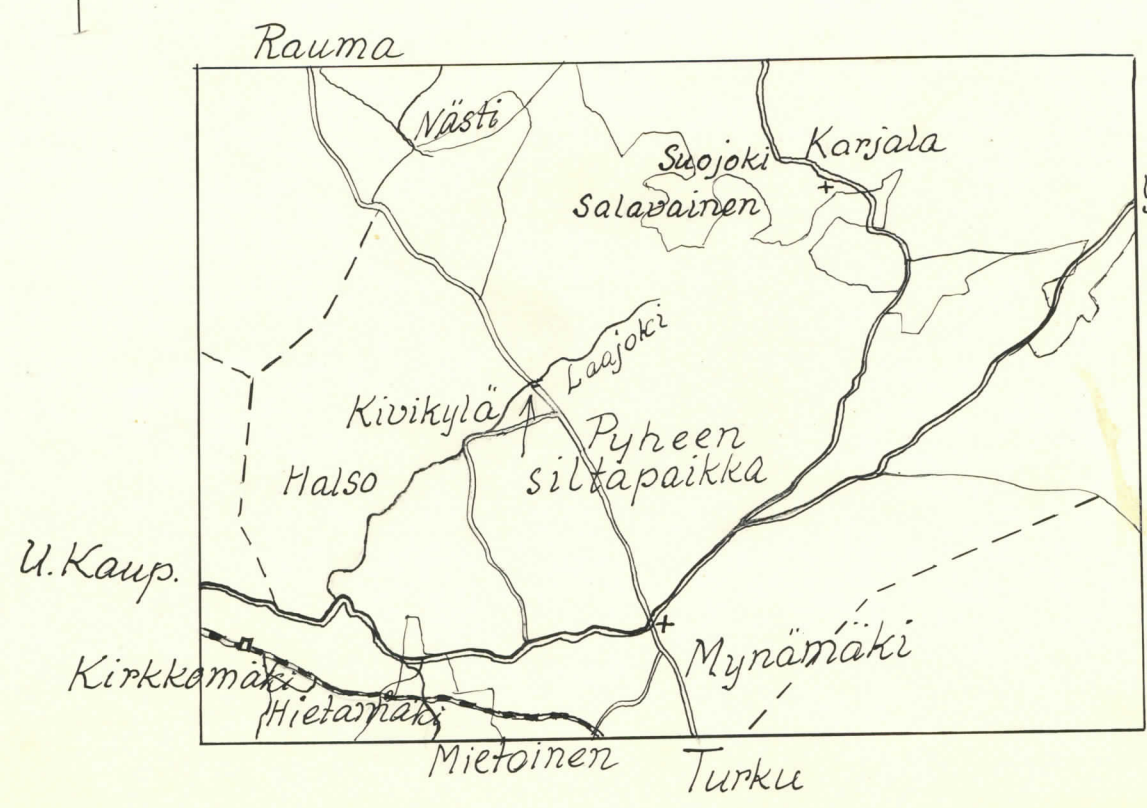 Rauma
Nästi
Suojoki
Karjala
Salavainen
Laajoki
Kivikylä
Pyheen
siltapaikka
Halso
U.Kaup.
Mynämäki
Kirkkomäki
Hietamäki
Mietoinen
Turku